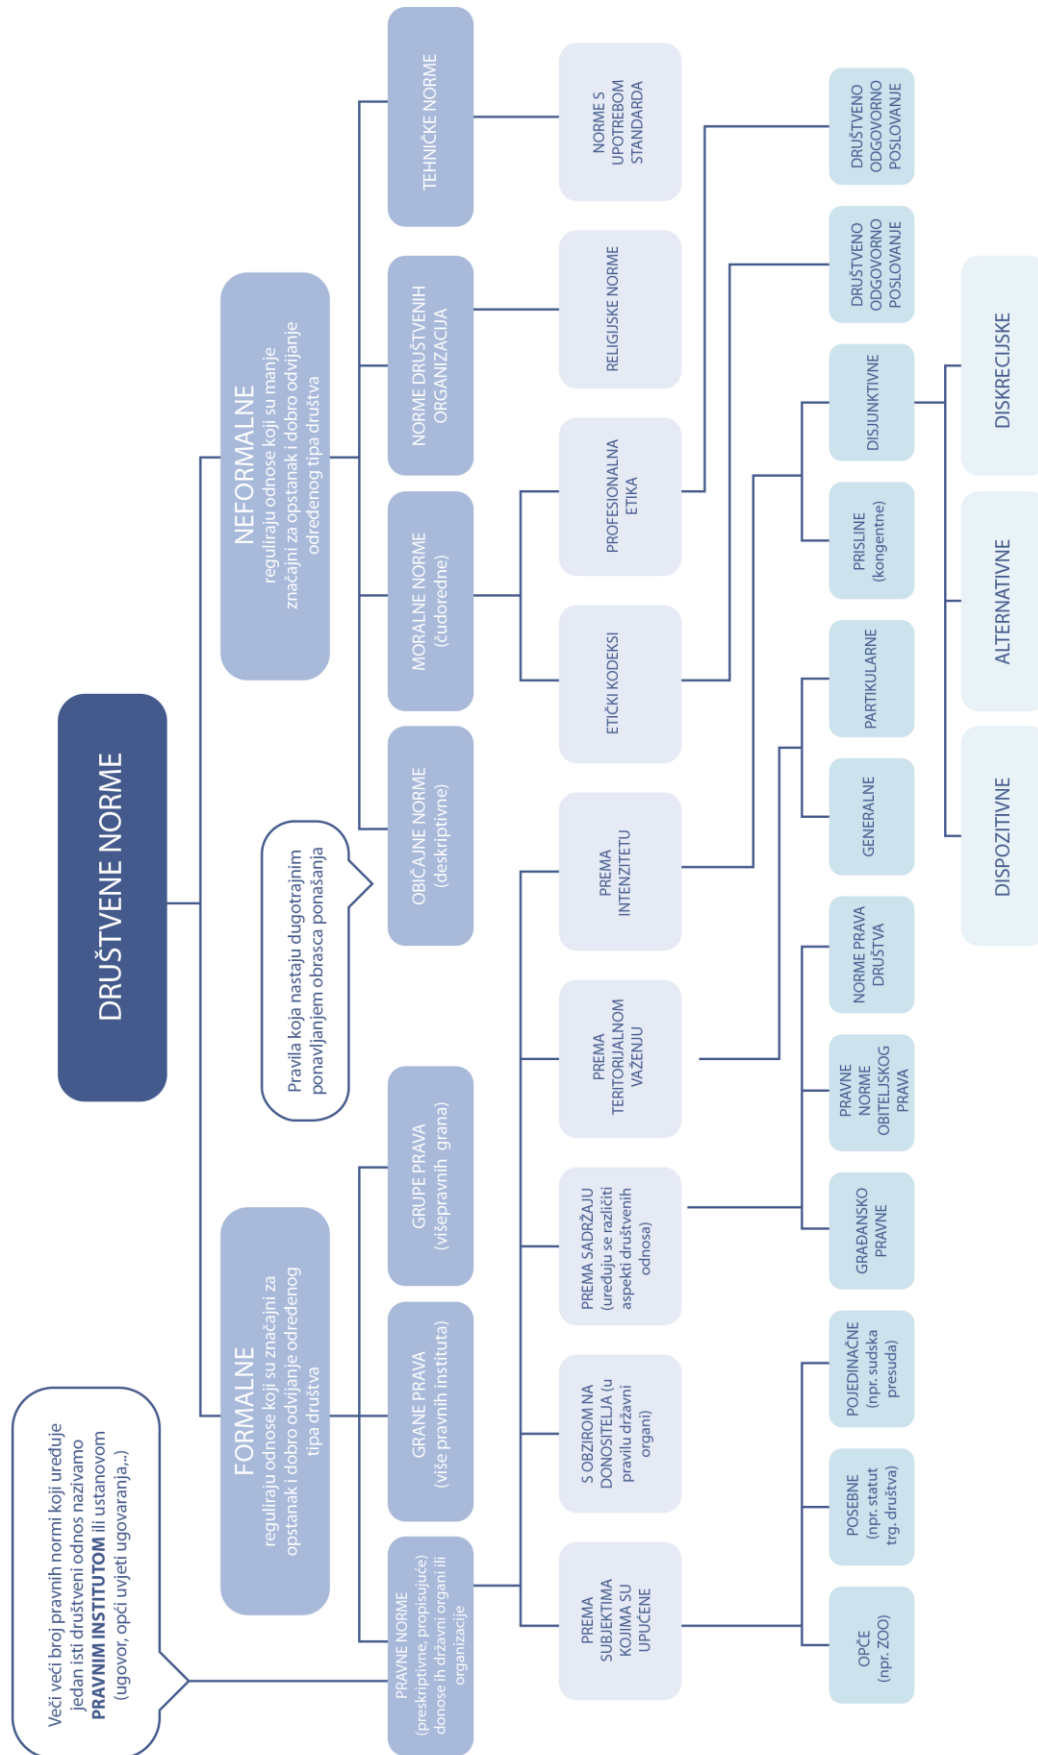 DRUŠTVENE NORME
Veći veći broj pravnih normi koji uređuje
jedan isti društveni odnos nazivamo
PRAVNIM INSTITUTOM ili ustanovom
(ugovor, opći uvjeti ugovaranja,..)
FORMALNE
reguliraju odnose koji su značajni za
opstanak i dobro odvijanje određenog
tipa društva
NEFORMALNE
reguliraju odnose koji su manje
značajni za opstanak i dobro odvijanje
određenog tipa društva
Pravila koja nastaju dugotrajnim
ponavljanjem obrasca ponašanja
PRAVNE NORME
(preskriptivne, propisujuće)
donose ih državni organi ili
organizacije
GRANE PRAVA
(više pravnih instituta)
GRUPE PRAVA
(višepravnih grana)
OBIČAJNE NORME
(deskriptivne)
MORALNE NORME
(čudoredne)
NORME DRUŠTVENIH
ORGANIZACIJA
TEHNIČKE NORME
PREMA
SUBJEKTIMA
KOJIMA SU
UPUĆENE
S OBZIROM NA
DONOSITELJA (u
pravilu državni
organi)
PREMA SADRŽAJU
(uređuju se različiti
aspekti društvenih
odnosa)
PREMA
TERITORIJALNOM
VAŽENJU
PREMA
INTENZITETU
ETIČKI KODEKSI
PROFESIONALNA
ETIKA
RELIGIJSKE NORME
NORME S
UPOTREBOM
STANDARDA
OPČE
(npr. ZOO)
POSEBNE
(npr. statut
trg. društva)
POJEDINAČNE
(npr. sudska
presuda)
GRAĐANSKO
PRAVNE
PRAVNE
NORME
OBITELJSKOG
PRAVA
NORME PRAVA
DRUŠTVA
GENERALNE
PARTIKULARNE
PRISLINE
(kongentne)
DISJUNKTIVNE
DRUŠTVENO
ODGOVORNO
POSLOVANJE
DRUŠTVENO
ODGOVORNO
POSLOVANJE
DISPOZITIVNE
ALTERNATIVNE
DISKRECIJSKE